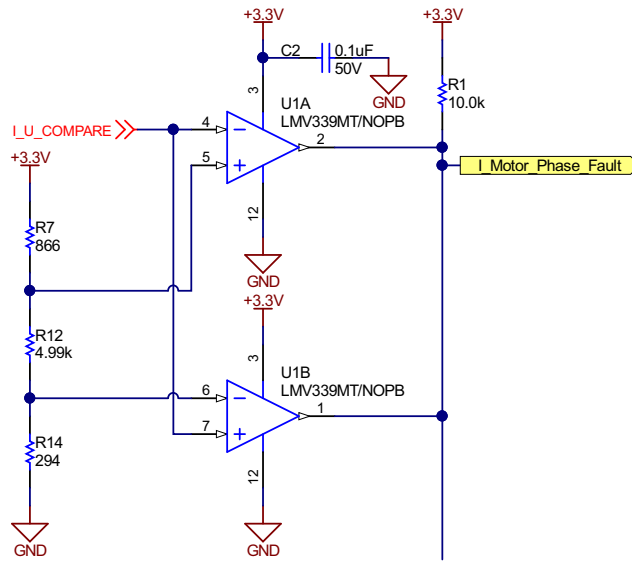 +3.3V
+3.3V
C2
0.1uF
50V
GND
3
R1
10.0k
U1A
LMV339MT/NOPB
I_U_COMPARE
4
2
5
I_Motor_Phase_Fault
+3.3V
12
R7
866
GND
+3.3V
R12
4.99k
3
U1B
LMV339MT/NOPB
6
1
7
R14
294
12
GND
GND